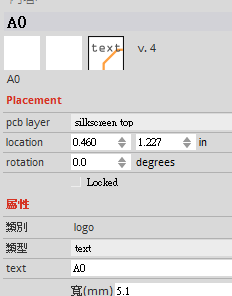 A0
text v. 4
A0
Placement
pcb layer silkscreen top
location 0.460 1.227 in
rotation 0.0 degrees
Locked
屬性
類別 logo
類型 text
text A0
寬(mm) 5.1